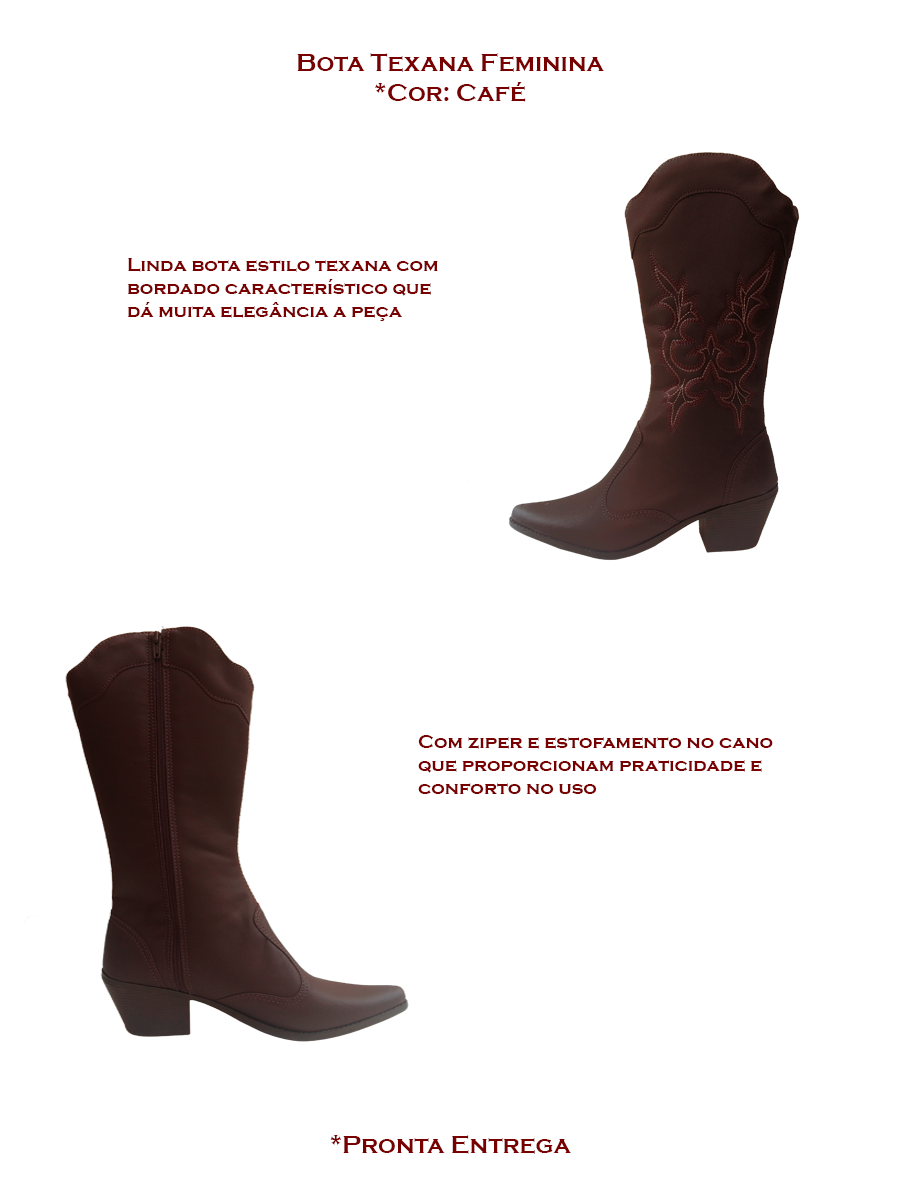 Bota Texana Feminina
*Cor: Café
Linda bota estilo texana com
bordado característico que
dá muita elegância a peça
Com ziper e estofamento no cano
que proporcionam praticidade e
conforto no uso
*Pronta Entrega